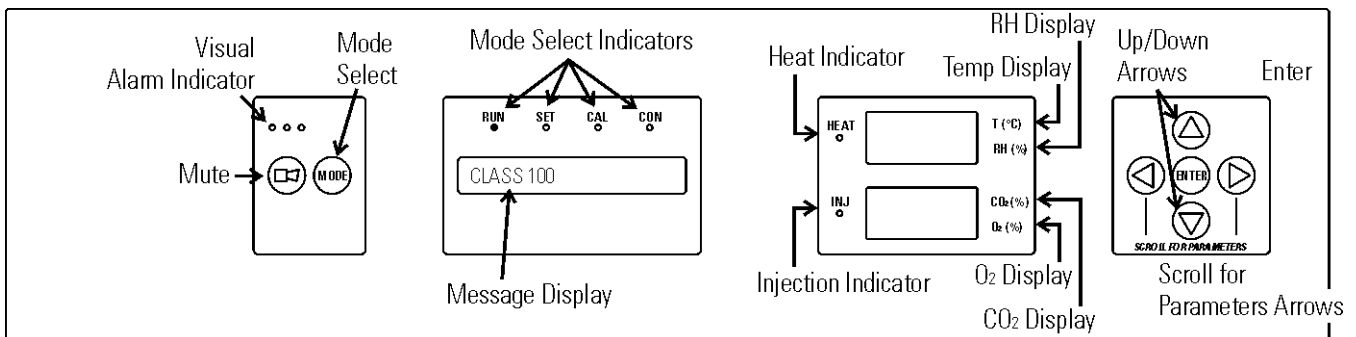 Visual
Alarm Indicator
Mode
Select
Mute
MODE
Mode Select Indicators
RUN SET CAL CON
CLASS 100
Message Display
Heat Indicator
RH Display
Temp Display
HEAT
T (°C)
RH (%)
INJ
CO₂ (%)
O₂ (%)
Injection Indicator
O₂ Display
CO₂ Display
Up/Down
Arrows
Enter
ENTER
SCROLL FOR PARAMETERS
Scroll for
Parameters Arrows